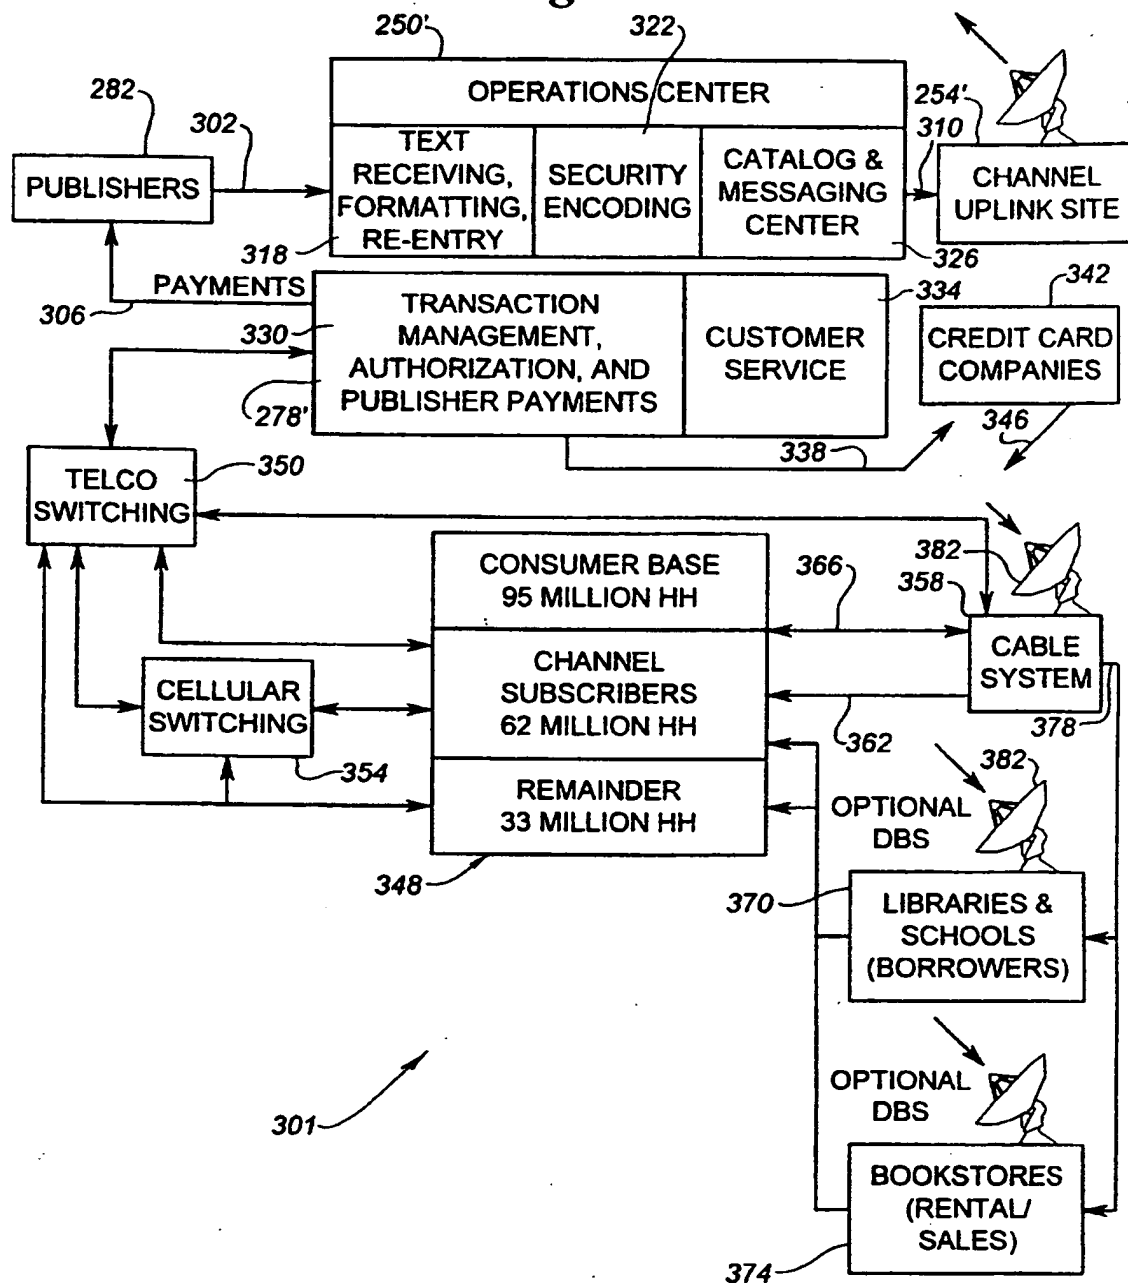 250'
322
282
302
254'
310
OPERATIONS CENTER
PUBLISHERS
TEXT
RECEIVING,
FORMATTING,
RE-ENTRY
318
SECURITY
ENCODING
CATALOG &
MESSAGING
CENTER
326
CHANNEL
UPLINK SITE
PAYMENTS
306
330
TRANSACTION
MANAGEMENT,
AUTHORIZATION, AND
PUBLISHER PAYMENTS
278'
334
CUSTOMER
SERVICE
342
CREDIT CARD
COMPANIES
346
338
TELCO
SWITCHING
350
CONSUMER BASE
95 MILLION HH
366
382
358
CHANNEL
SUBSCRIBERS
62 MILLION HH
CABLE
SYSTEM
CELLULAR
SWITCHING
354
362
378
REMAINDER
33 MILLION HH
348
382
OPTIONAL
DBS
370
LIBRARIES &
SCHOOLS
(BORROWERS)
OPTIONAL
DBS
301
BOOKSTORES
(RENTAL/
SALES)
374